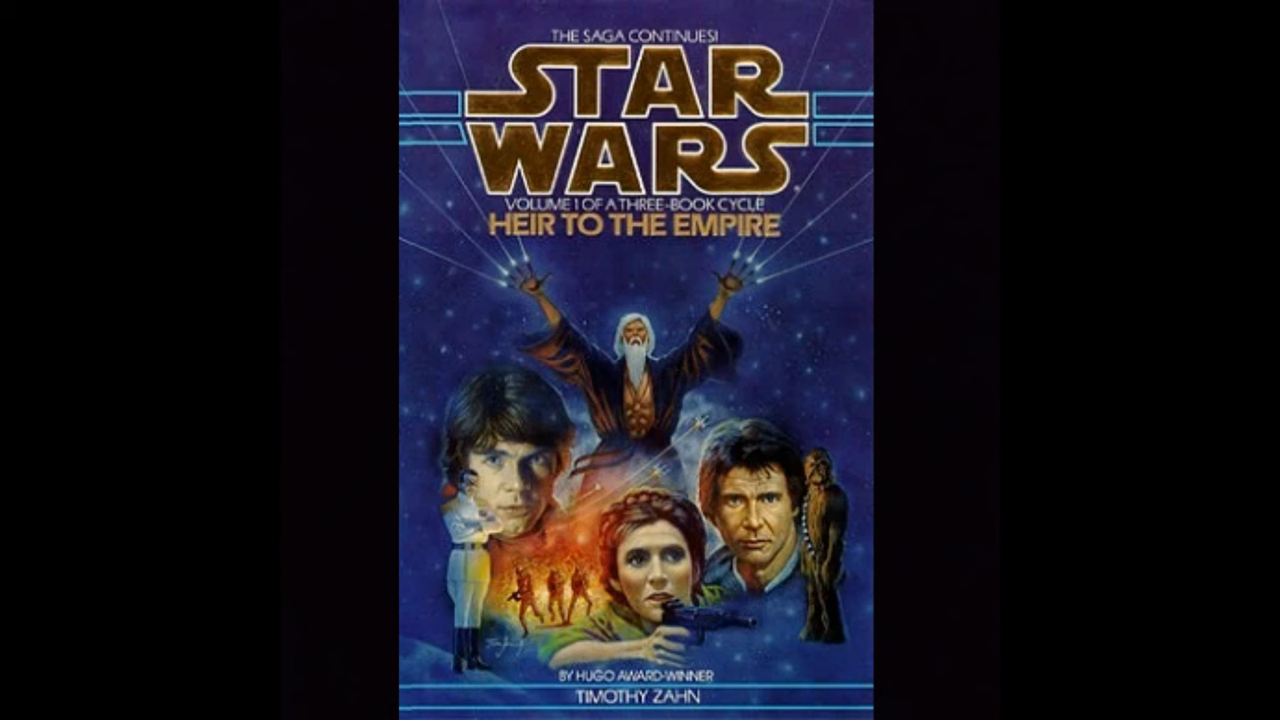 THE SAGA CONTINUES!
STAR
WARS
VOLUME 1 OF A THREE-BOOK CYCLE
HEIR TO THE EMPIRE
BY HUGO AWARD-WINNER
TIMOTHY ZAHN